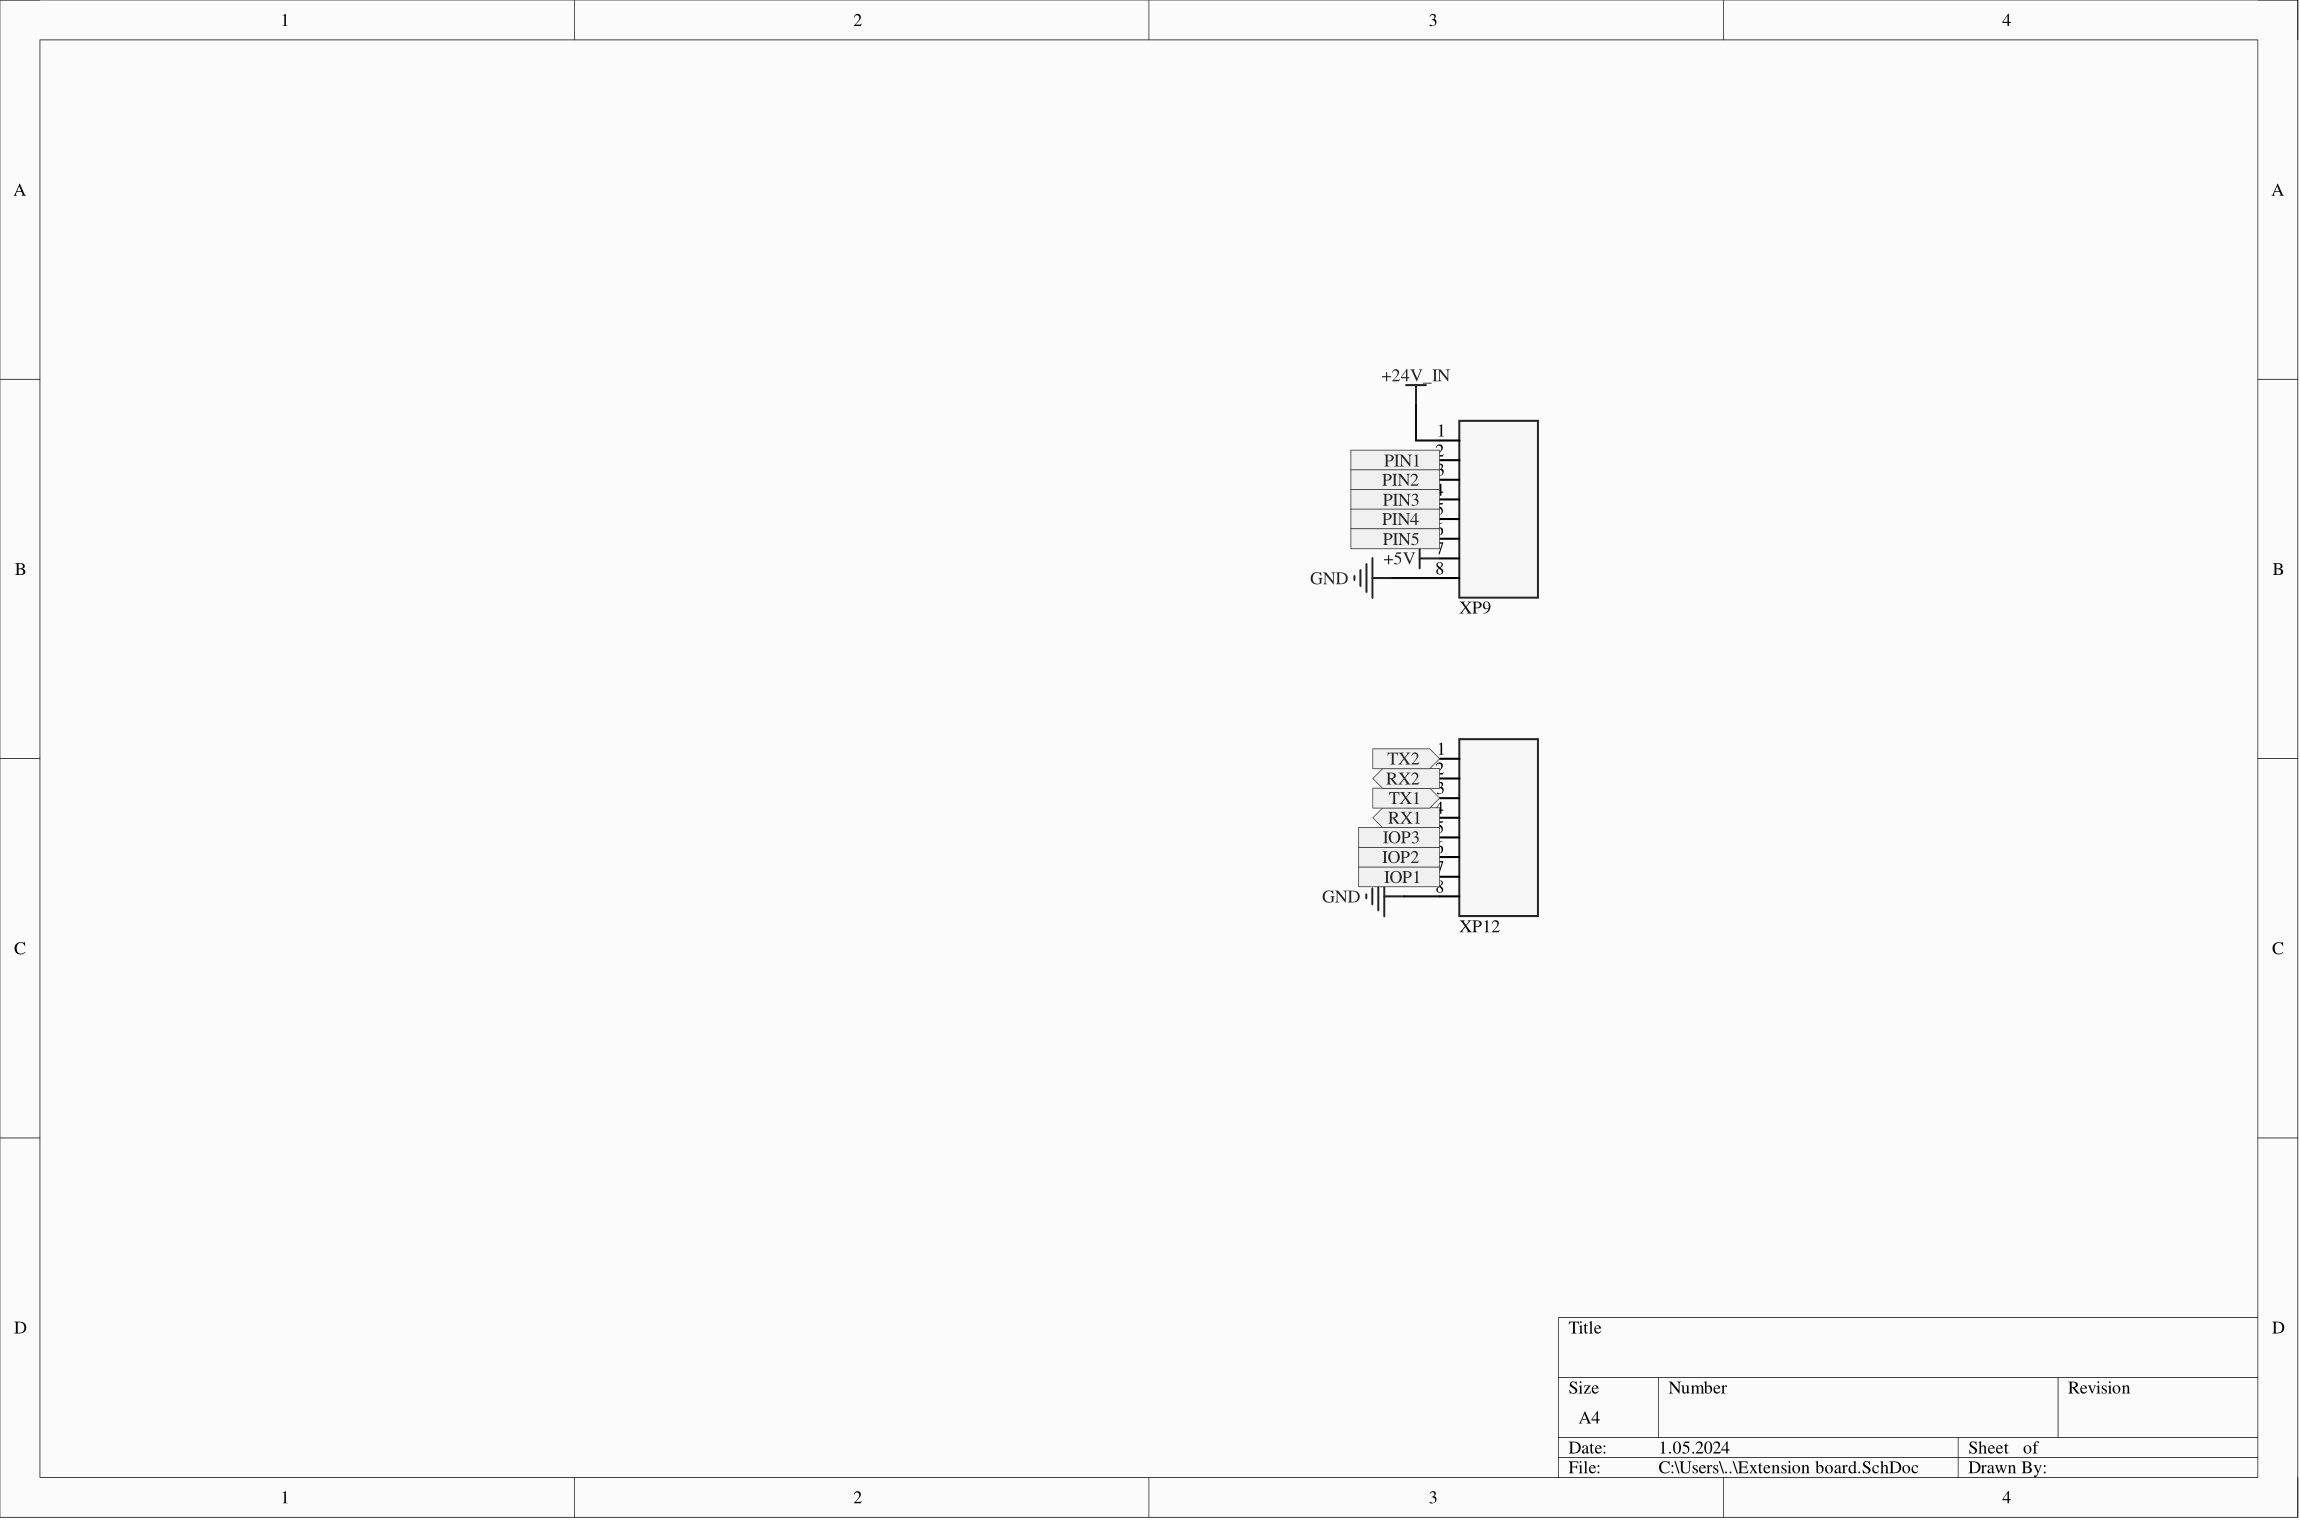 1 2 3 4
A A
+24V_IN
1
2
PIN1
3
PIN2
4
PIN3
5
PIN4
6
PIN5
7
+5V
8
B B
GND
XP9
1
TX2
2
RX2
3
TX1
4
RX1
5
IOP3
6
IOP2
7
IOP1
8
GND
XP12
C C
D D
Title
Size Number Revision
A4
Date: 1.05.2024 Sheet of
File: C:\Users\..\Extension board.SchDoc Drawn By:
1 2 3 4